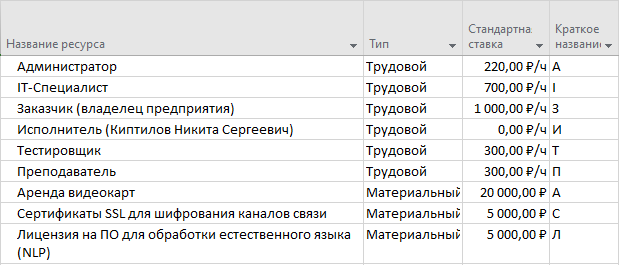 Название ресурса Тип Стандартна ставка Краткое название
Администратор Трудовой 220,00 ₽/ч А
IT-Специалист Трудовой 700,00 ₽/ч I
Заказчик (владелец предприятия) Трудовой 1 000,00 ₽/ч З
Исполнитель (Киптилов Никита Сергеевич) Трудовой 0,00 ₽/ч И
Тестировщик Трудовой 300,00 ₽/ч Т
Преподаватель Трудовой 300,00 ₽/ч П
Аренда видеокарт Материальный 20 000,00 ₽ А
Сертификаты SSL для шифрования каналов связи Материальный 5 000,00 ₽ С
Лицензия на ПО для обработки естественного языка Материальный 5 000,00 ₽ Л
(NLP)